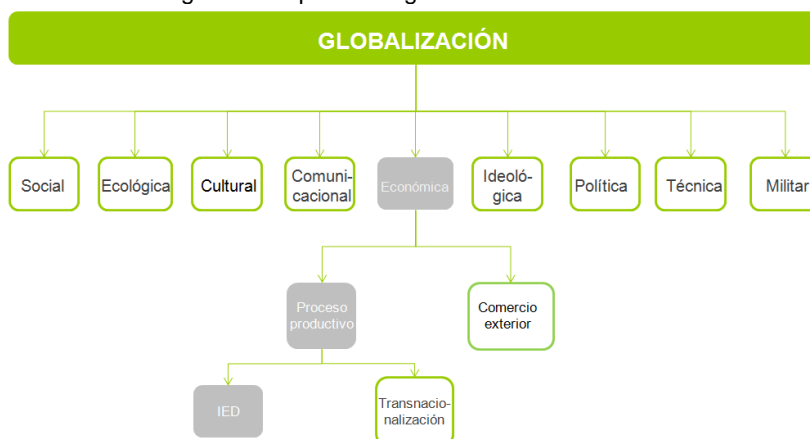 GLOBALIZACIÓN
Social
Ecológica
Cultural
Comuni-
cacional
Económica
Ideoló-
gica
Política
Técnica
Militar
Proceso
productivo
Comercio
exterior
IED
Transnacio-
nalización